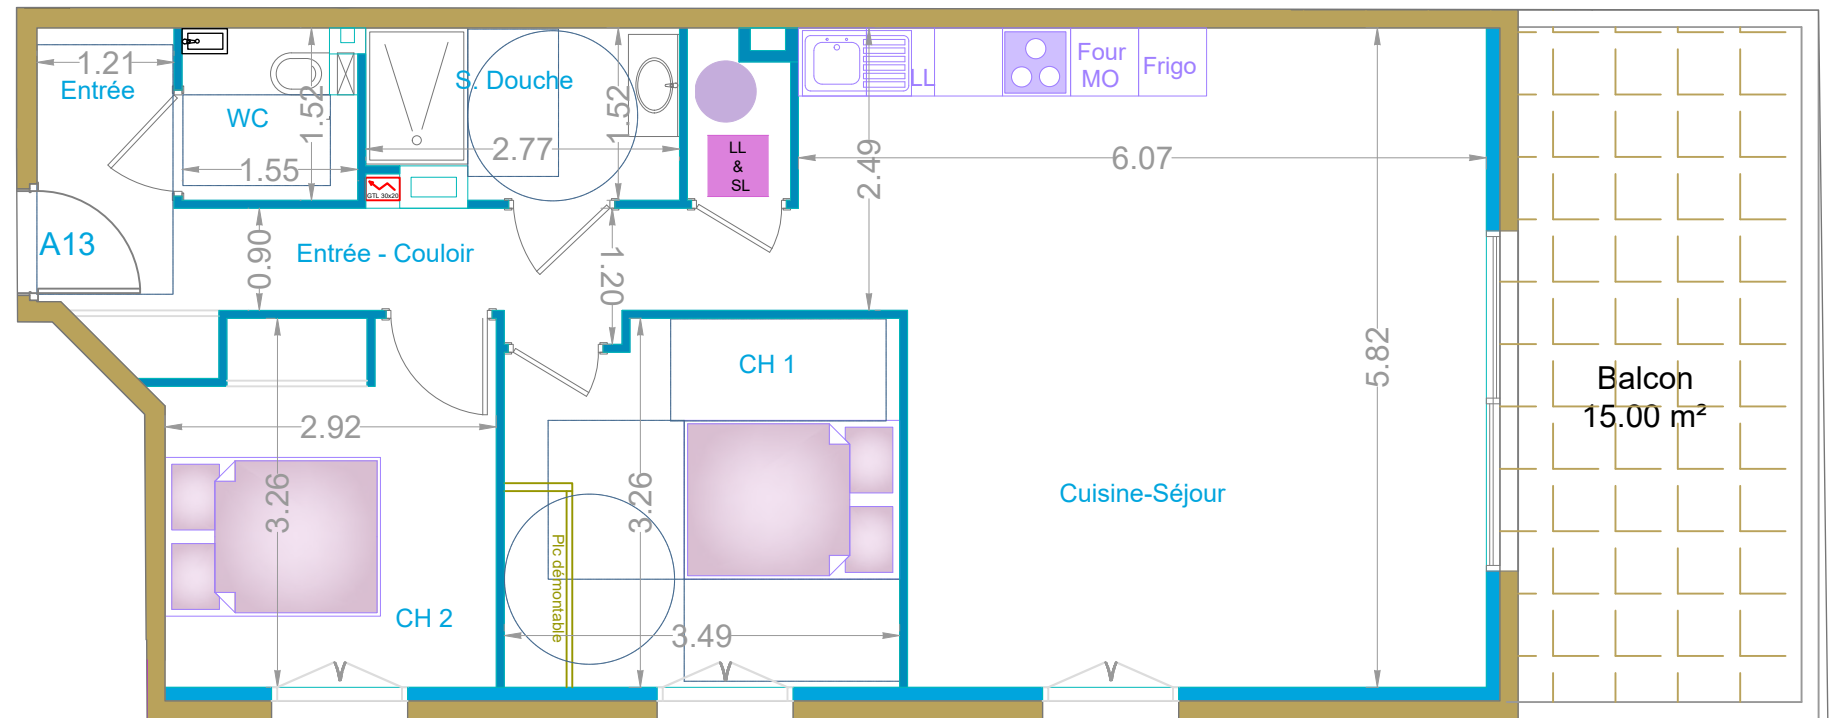 1.21
Entrée
WC
1.52
1.55
S. Douche
2.77
1.52
GTL 30x20
LL
&
SL
LL
Four
MO
Frigo
2.49
6.07
A13
0.90
Entrée - Couloir
1.20
CH 1
5.82
Balcon
15.00 m²
2.92
3.26
CH 2
3.26
Plc démontable
3.49
Cuisine-Séjour